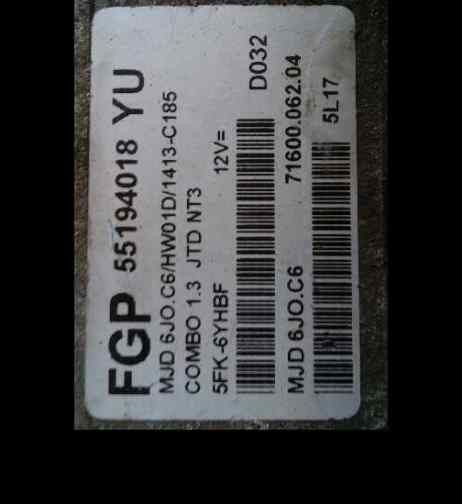 FGP 55194018 YU
MJD 6JO.C6/HW01D/1413-C185
COMBO 1.3 JTD NT3
5FK-6YHBF 12V= D032
MJD 6JO.C6 71600.062.04
5L17